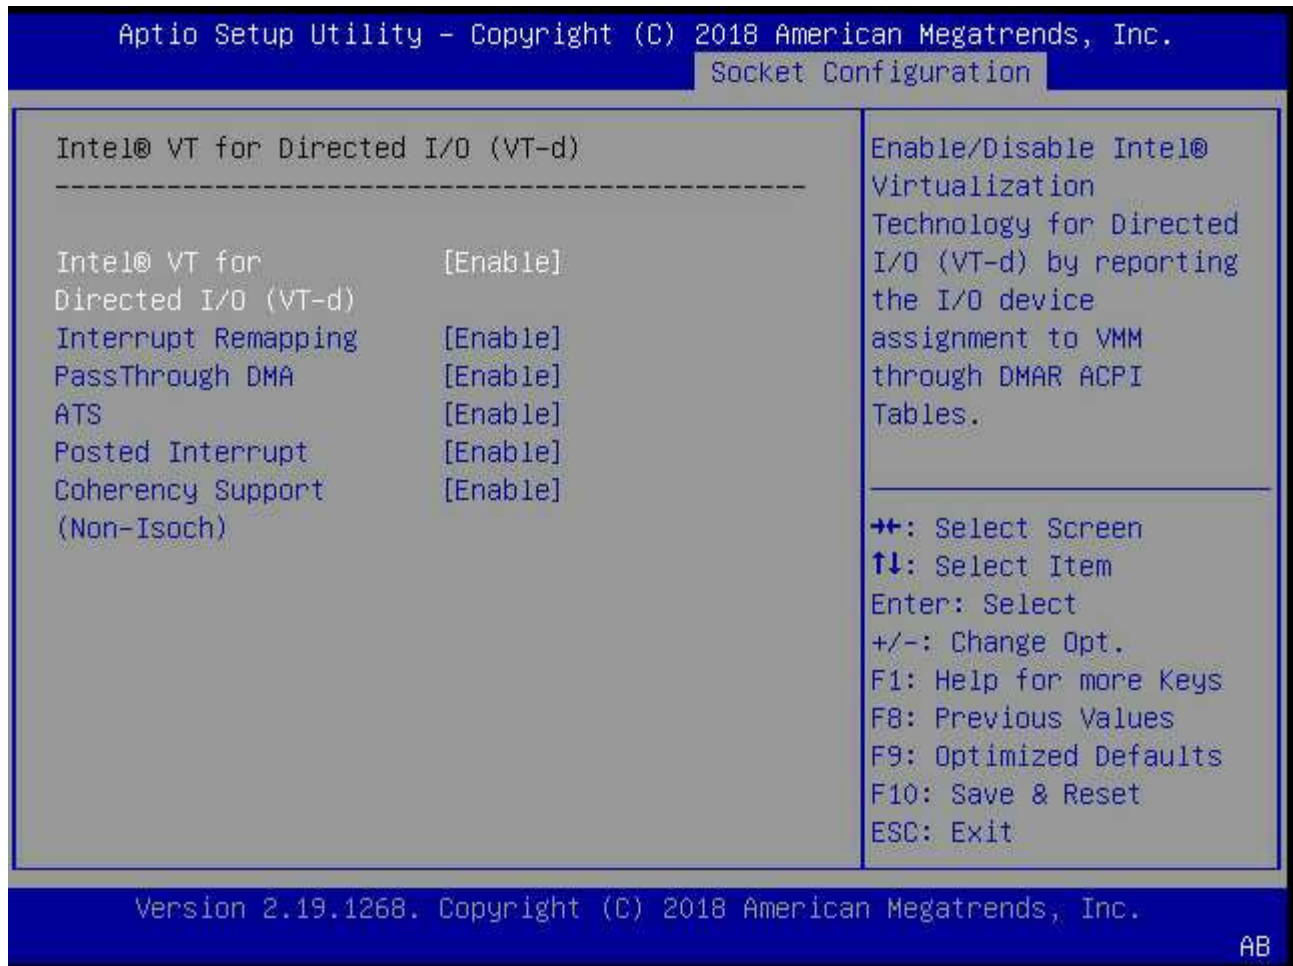 Aptio Setup Utility – Copyright (C) 2018 American Megatrends, Inc.
Socket Configuration
Intel® VT for Directed I/O (VT-d)
-----------------------------------------------
Intel® VT for [Enable]
Directed I/O (VT-d)
Interrupt Remapping [Enable]
PassThrough DMA [Enable]
ATS [Enable]
Posted Interrupt [Enable]
Coherency Support [Enable]
(Non-Isoch)
Enable/Disable Intel®
Virtualization
Technology for Directed
I/O (VT-d) by reporting
the I/O device
assignment to VMM
through DMAR ACPI
Tables.
→←: Select Screen
↑↓: Select Item
Enter: Select
+/-: Change Opt.
F1: Help for more Keys
F8: Previous Values
F9: Optimized Defaults
F10: Save & Reset
ESC: Exit
Version 2.19.1268. Copyright (C) 2018 American Megatrends, Inc.
AB